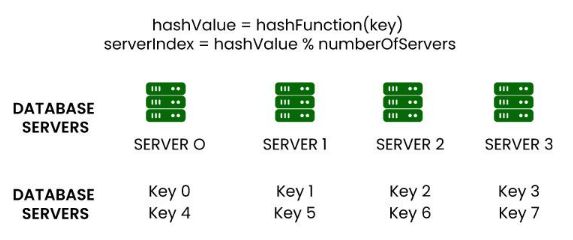 hashValue = hashFunction(key)
serverIndex = hashValue % numberOfServers
DATABASE SERVERS
SERVER 0 SERVER 1 SERVER 2 SERVER 3
DATABASE SERVERS
Key 0 Key 1 Key 2 Key 3
Key 4 Key 5 Key 6 Key 7